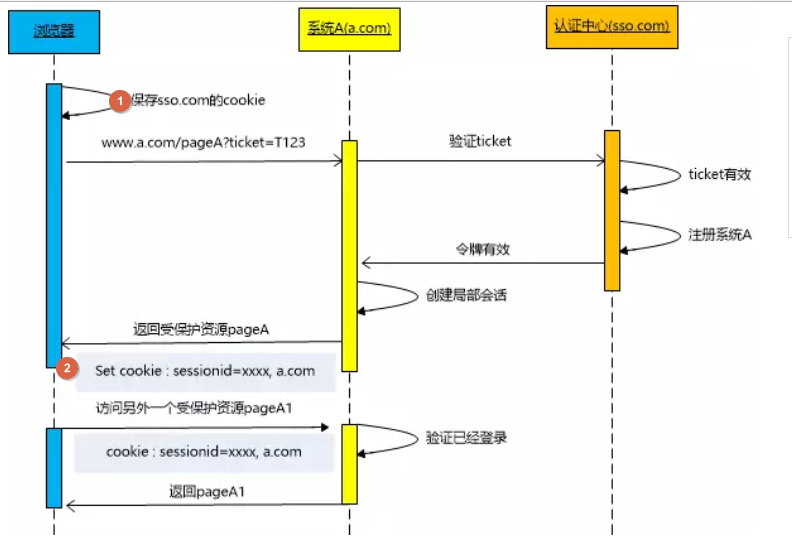 浏览器
系统A(a.com)
认证中心(sso.com)
1
保存sso.com的cookie
www.a.com/pageA?ticket=T123
验证ticket
ticket有效
注册系统A
令牌有效
创建局部会话
返回受保护资源pageA
2
Set cookie : sessionid=xxxx, a.com
访问另外一个受保护资源pageA1
验证已经登录
cookie : sessionid=xxxx, a.com
返回pageA1